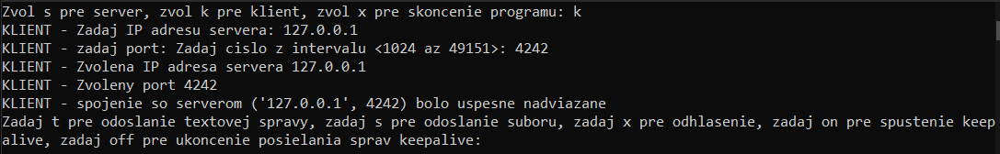 Zvol s pre server, zvol k pre klient, zvol x pre skoncenie programu: k
KLIENT - Zadaj IP adresu servera: 127.0.0.1
KLIENT - zadaj port: Zadaj cislo z intervalu <1024 az 49151>: 4242
KLIENT - Zvolena IP adresa servera 127.0.0.1
KLIENT - Zvoleny port 4242
KLIENT - spojenie so serverom ('127.0.0.1', 4242) bolo uspesne nadviazane
Zadaj t pre odoslanie textovej spravy, zadaj s pre odoslanie suboru, zadaj x pre odhlasenie, zadaj on pre spustenie keep
alive, zadaj off pre ukoncenie posielania sprav keepalive: